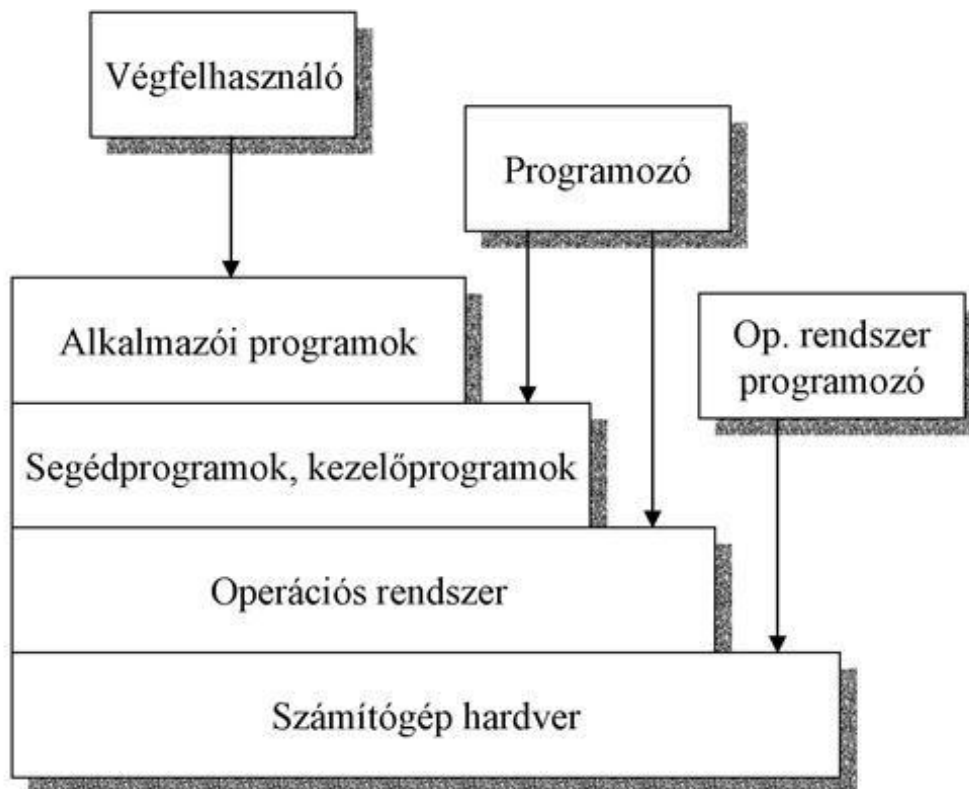 Végfelhasználó
Programozó
Alkalmazói programok
Op. rendszer
programozó
Segédprogramok, kezelőprogramok
Operációs rendszer
Számítógép hardver